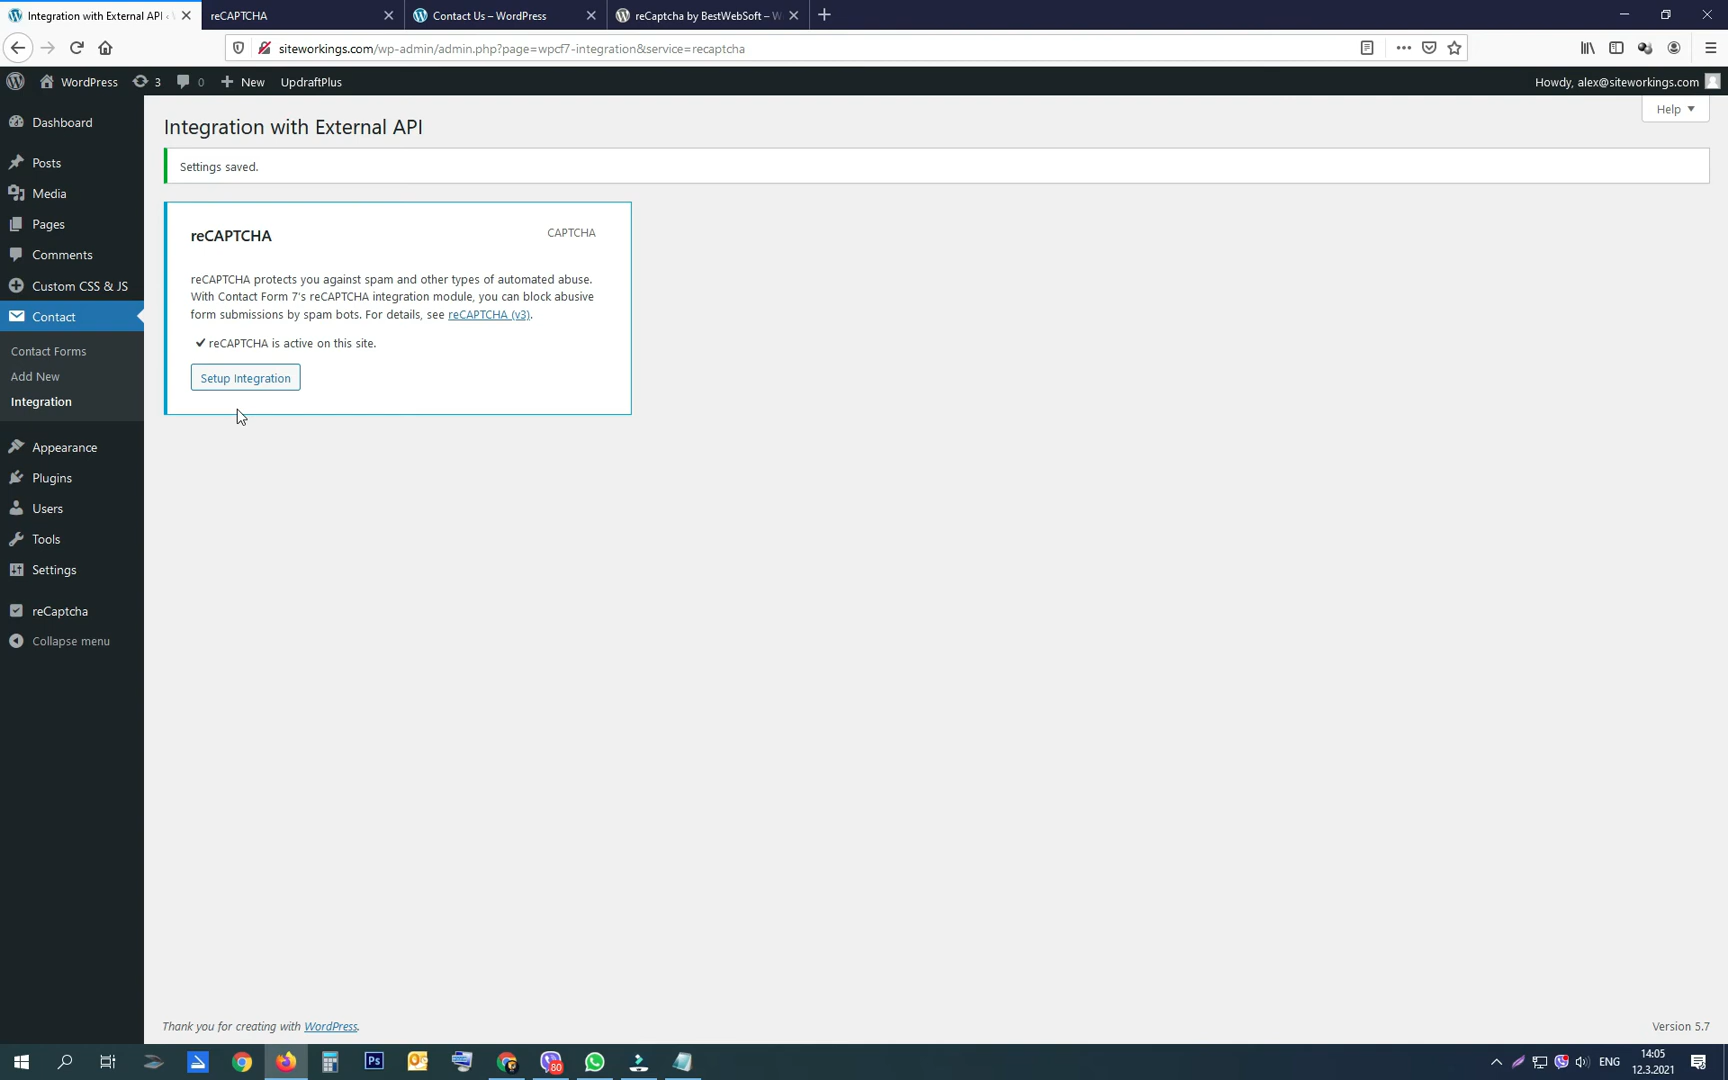 Integration with External API ‹ W
reCAPTCHA
Contact Us – WordPress
reCaptcha by BestWebSoft – W
siteworkings.com/wp-admin/admin.php?page=wpcf7-integration&service=recaptcha
WordPress
3
0
New
UpdraftPlus
Howdy, alex@siteworkings.com
Help
Dashboard
Posts
Media
Pages
Comments
Custom CSS & JS
Contact
Contact Forms
Add New
Integration
Appearance
Plugins
Users
Tools
Settings
reCaptcha
Collapse menu
Integration with External API
Settings saved.
reCAPTCHA
CAPTCHA
reCAPTCHA protects you against spam and other types of automated abuse.
With Contact Form 7's reCAPTCHA integration module, you can block abusive
form submissions by spam bots. For details, see reCAPTCHA (v3).
reCAPTCHA is active on this site.
Setup Integration
Thank you for creating with WordPress.
Version 5.7
Ps
80
ENG
14:05
12.3.2021